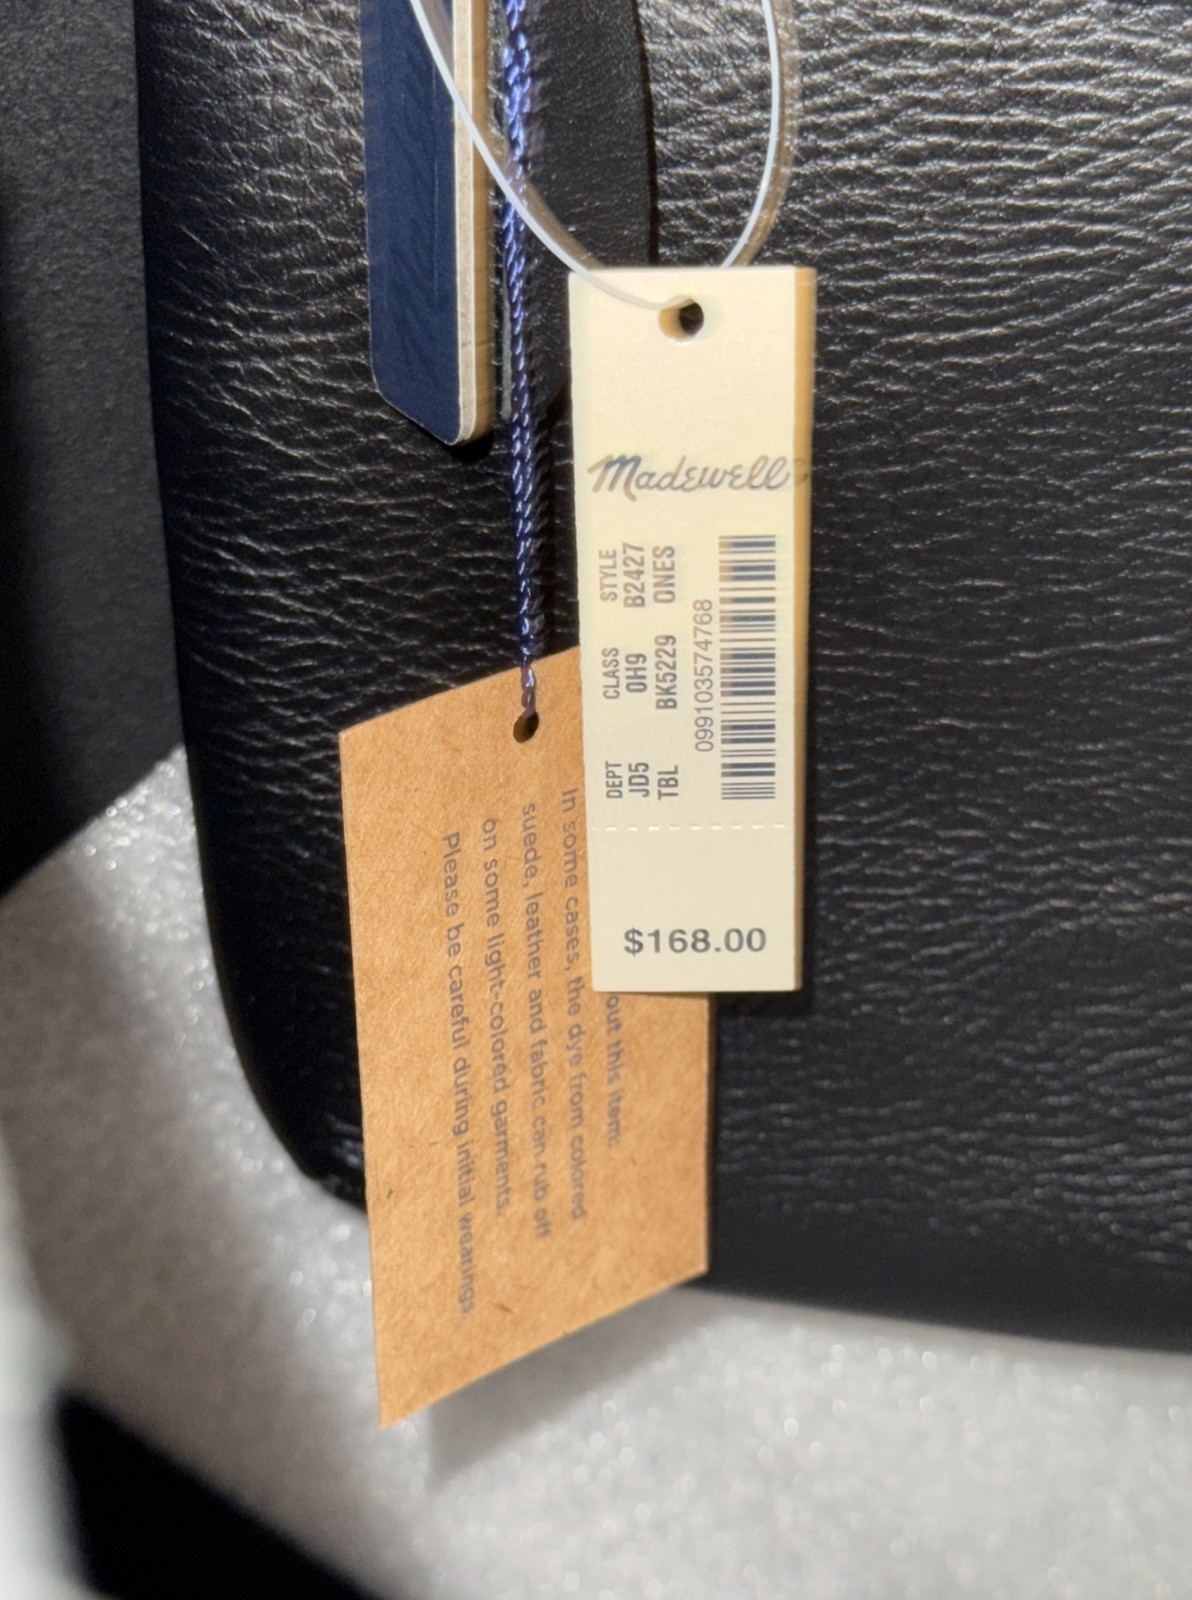 Madewell
STYLE
B2427
ONES
CLASS
0H9
BK5229
DEPT
JD5
TBL
099103574768
$168.00
out this item:
In some cases, the dye from colored
suede, leather and fabric can rub off
on some light-colored garments.
Please be careful during initial wearings.